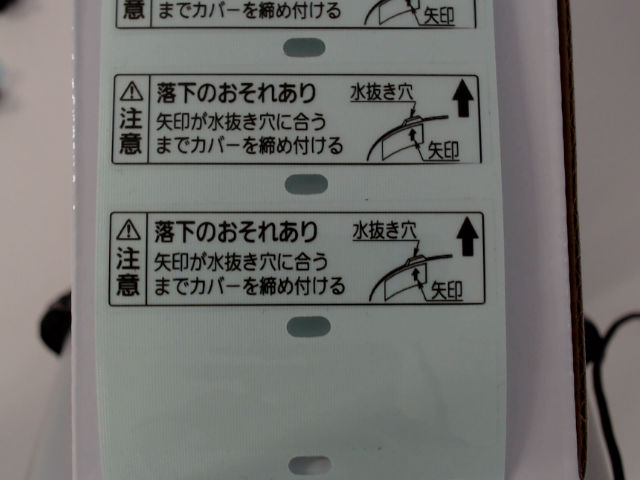 意
までカバーを締め付ける
矢印
⚠注意
落下のおそれあり
矢印が水抜き穴に合う
までカバーを締め付ける
水抜き穴
矢印
⚠注意
落下のおそれあり
矢印が水抜き穴に合う
までカバーを締め付ける
水抜き穴
矢印